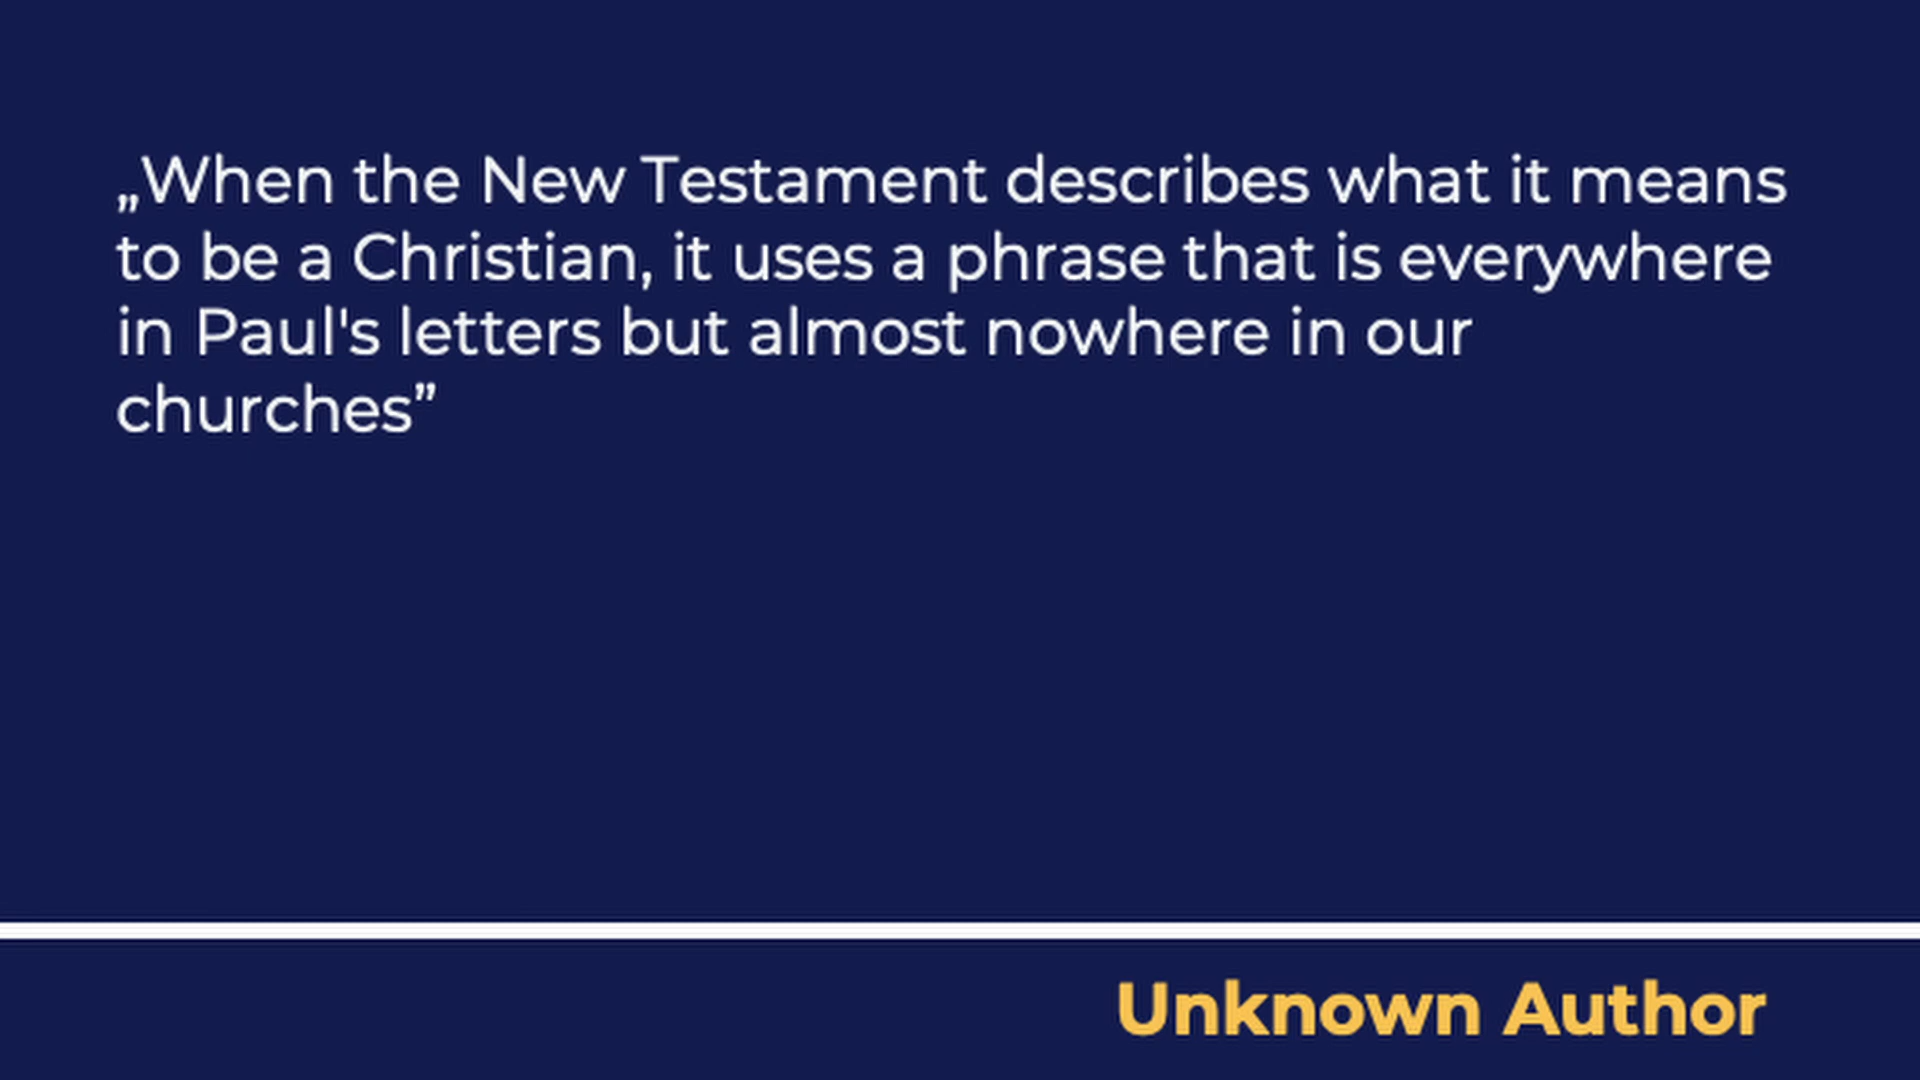 „When the New Testament describes what it means
to be a Christian, it uses a phrase that is everywhere
in Paul's letters but almost nowhere in our
churches”
Unknown Author